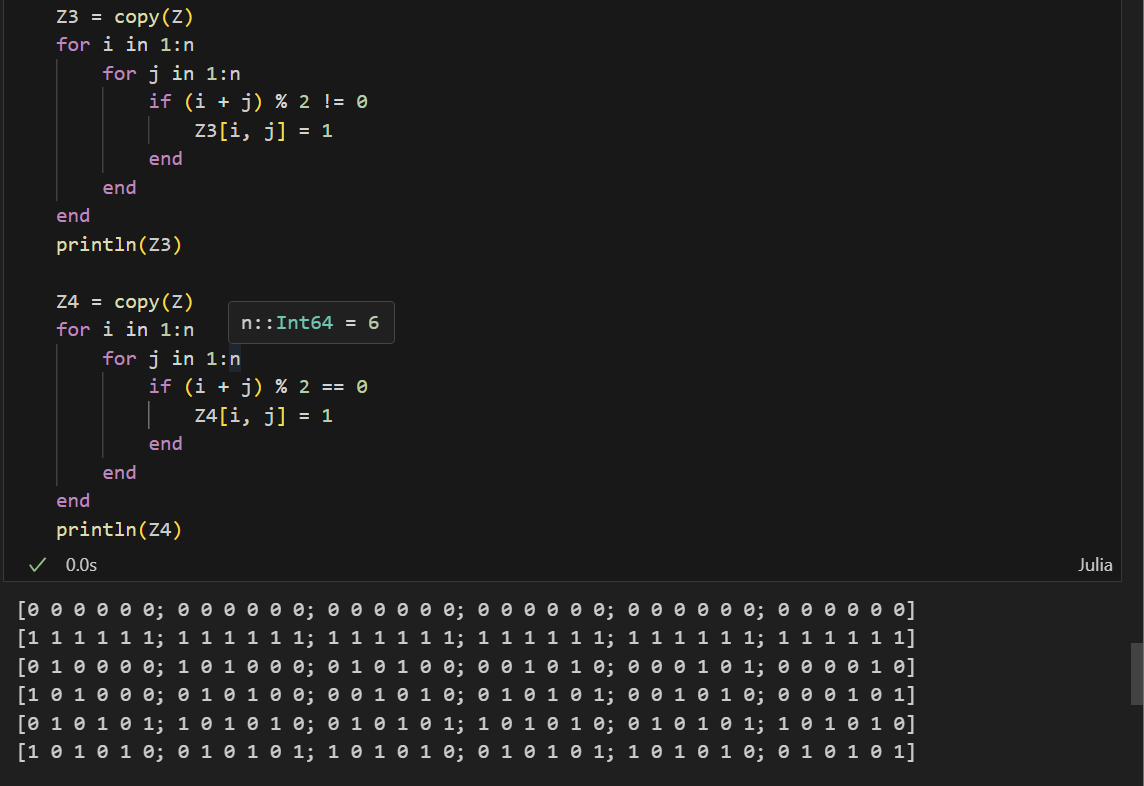 Z3 = copy(Z)
for i in 1:n
for j in 1:n
if (i + j) % 2 != 0
Z3[i, j] = 1
end
end
end
println(Z3)
Z4 = copy(Z)
n::Int64 = 6
for i in 1:n
for j in 1:n
if (i + j) % 2 == 0
Z4[i, j] = 1
end
end
end
println(Z4)
0.0s
Julia
[0 0 0 0 0 0; 0 0 0 0 0 0; 0 0 0 0 0 0; 0 0 0 0 0 0; 0 0 0 0 0 0; 0 0 0 0 0 0]
[1 1 1 1 1 1; 1 1 1 1 1 1; 1 1 1 1 1 1; 1 1 1 1 1 1; 1 1 1 1 1 1; 1 1 1 1 1 1]
[0 1 0 0 0 0; 1 0 1 0 0 0; 0 1 0 1 0 0; 0 0 1 0 1 0; 0 0 0 1 0 1; 0 0 0 0 1 0]
[1 0 1 0 0 0; 0 1 0 1 0 0; 0 0 1 0 1 0; 0 1 0 1 0 1; 0 0 1 0 1 0; 0 0 0 1 0 1]
[0 1 0 1 0 1; 1 0 1 0 1 0; 0 1 0 1 0 1; 1 0 1 0 1 0; 0 1 0 1 0 1; 1 0 1 0 1 0]
[1 0 1 0 1 0; 0 1 0 1 0 1; 1 0 1 0 1 0; 0 1 0 1 0 1; 1 0 1 0 1 0; 0 1 0 1 0 1]